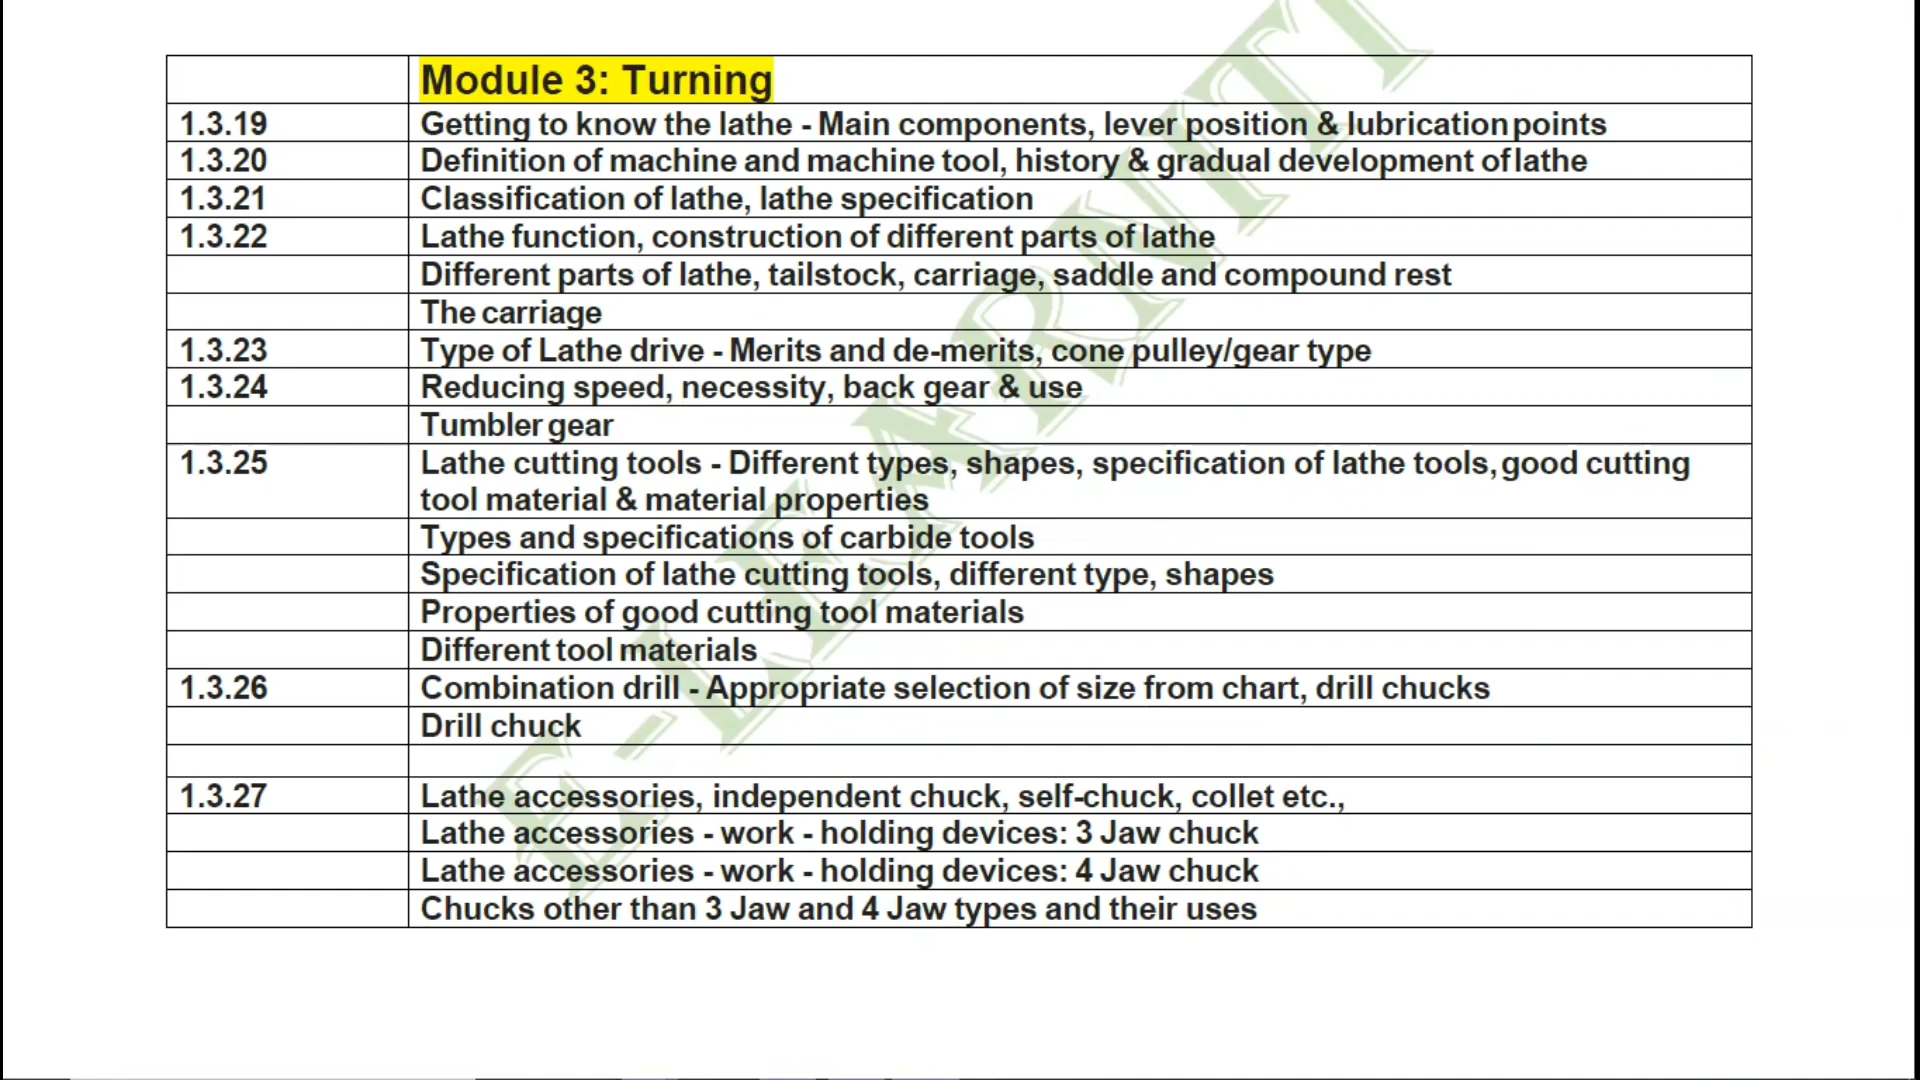 Module 3: Turning
1.3.19 Getting to know the lathe - Main components, lever position & lubrication points
1.3.20 Definition of machine and machine tool, history & gradual development of lathe
1.3.21 Classification of lathe, lathe specification
1.3.22 Lathe function, construction of different parts of lathe
Different parts of lathe, tailstock, carriage, saddle and compound rest
The carriage
1.3.23 Type of Lathe drive - Merits and de-merits, cone pulley/gear type
1.3.24 Reducing speed, necessity, back gear & use
Tumbler gear
1.3.25 Lathe cutting tools - Different types, shapes, specification of lathe tools, good cutting
tool material & material properties
Types and specifications of carbide tools
Specification of lathe cutting tools, different type, shapes
Properties of good cutting tool materials
Different tool materials
1.3.26 Combination drill - Appropriate selection of size from chart, drill chucks
Drill chuck
1.3.27 Lathe accessories, independent chuck, self-chuck, collet etc.,
Lathe accessories - work - holding devices: 3 Jaw chuck
Lathe accessories - work - holding devices: 4 Jaw chuck
Chucks other than 3 Jaw and 4 Jaw types and their uses
E-LEARNITI